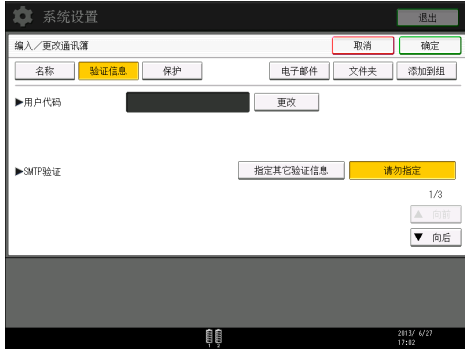 系统设置 退出
编入／更改通讯簿 取消 确定
名称 验证信息 保护 电子邮件 文件夹 添加到组
▶用户代码 更改
▶SMTP验证 指定其它验证信息 请勿指定
1/3
▲ 向前
▼ 向后
2013/ 6/27
17:02